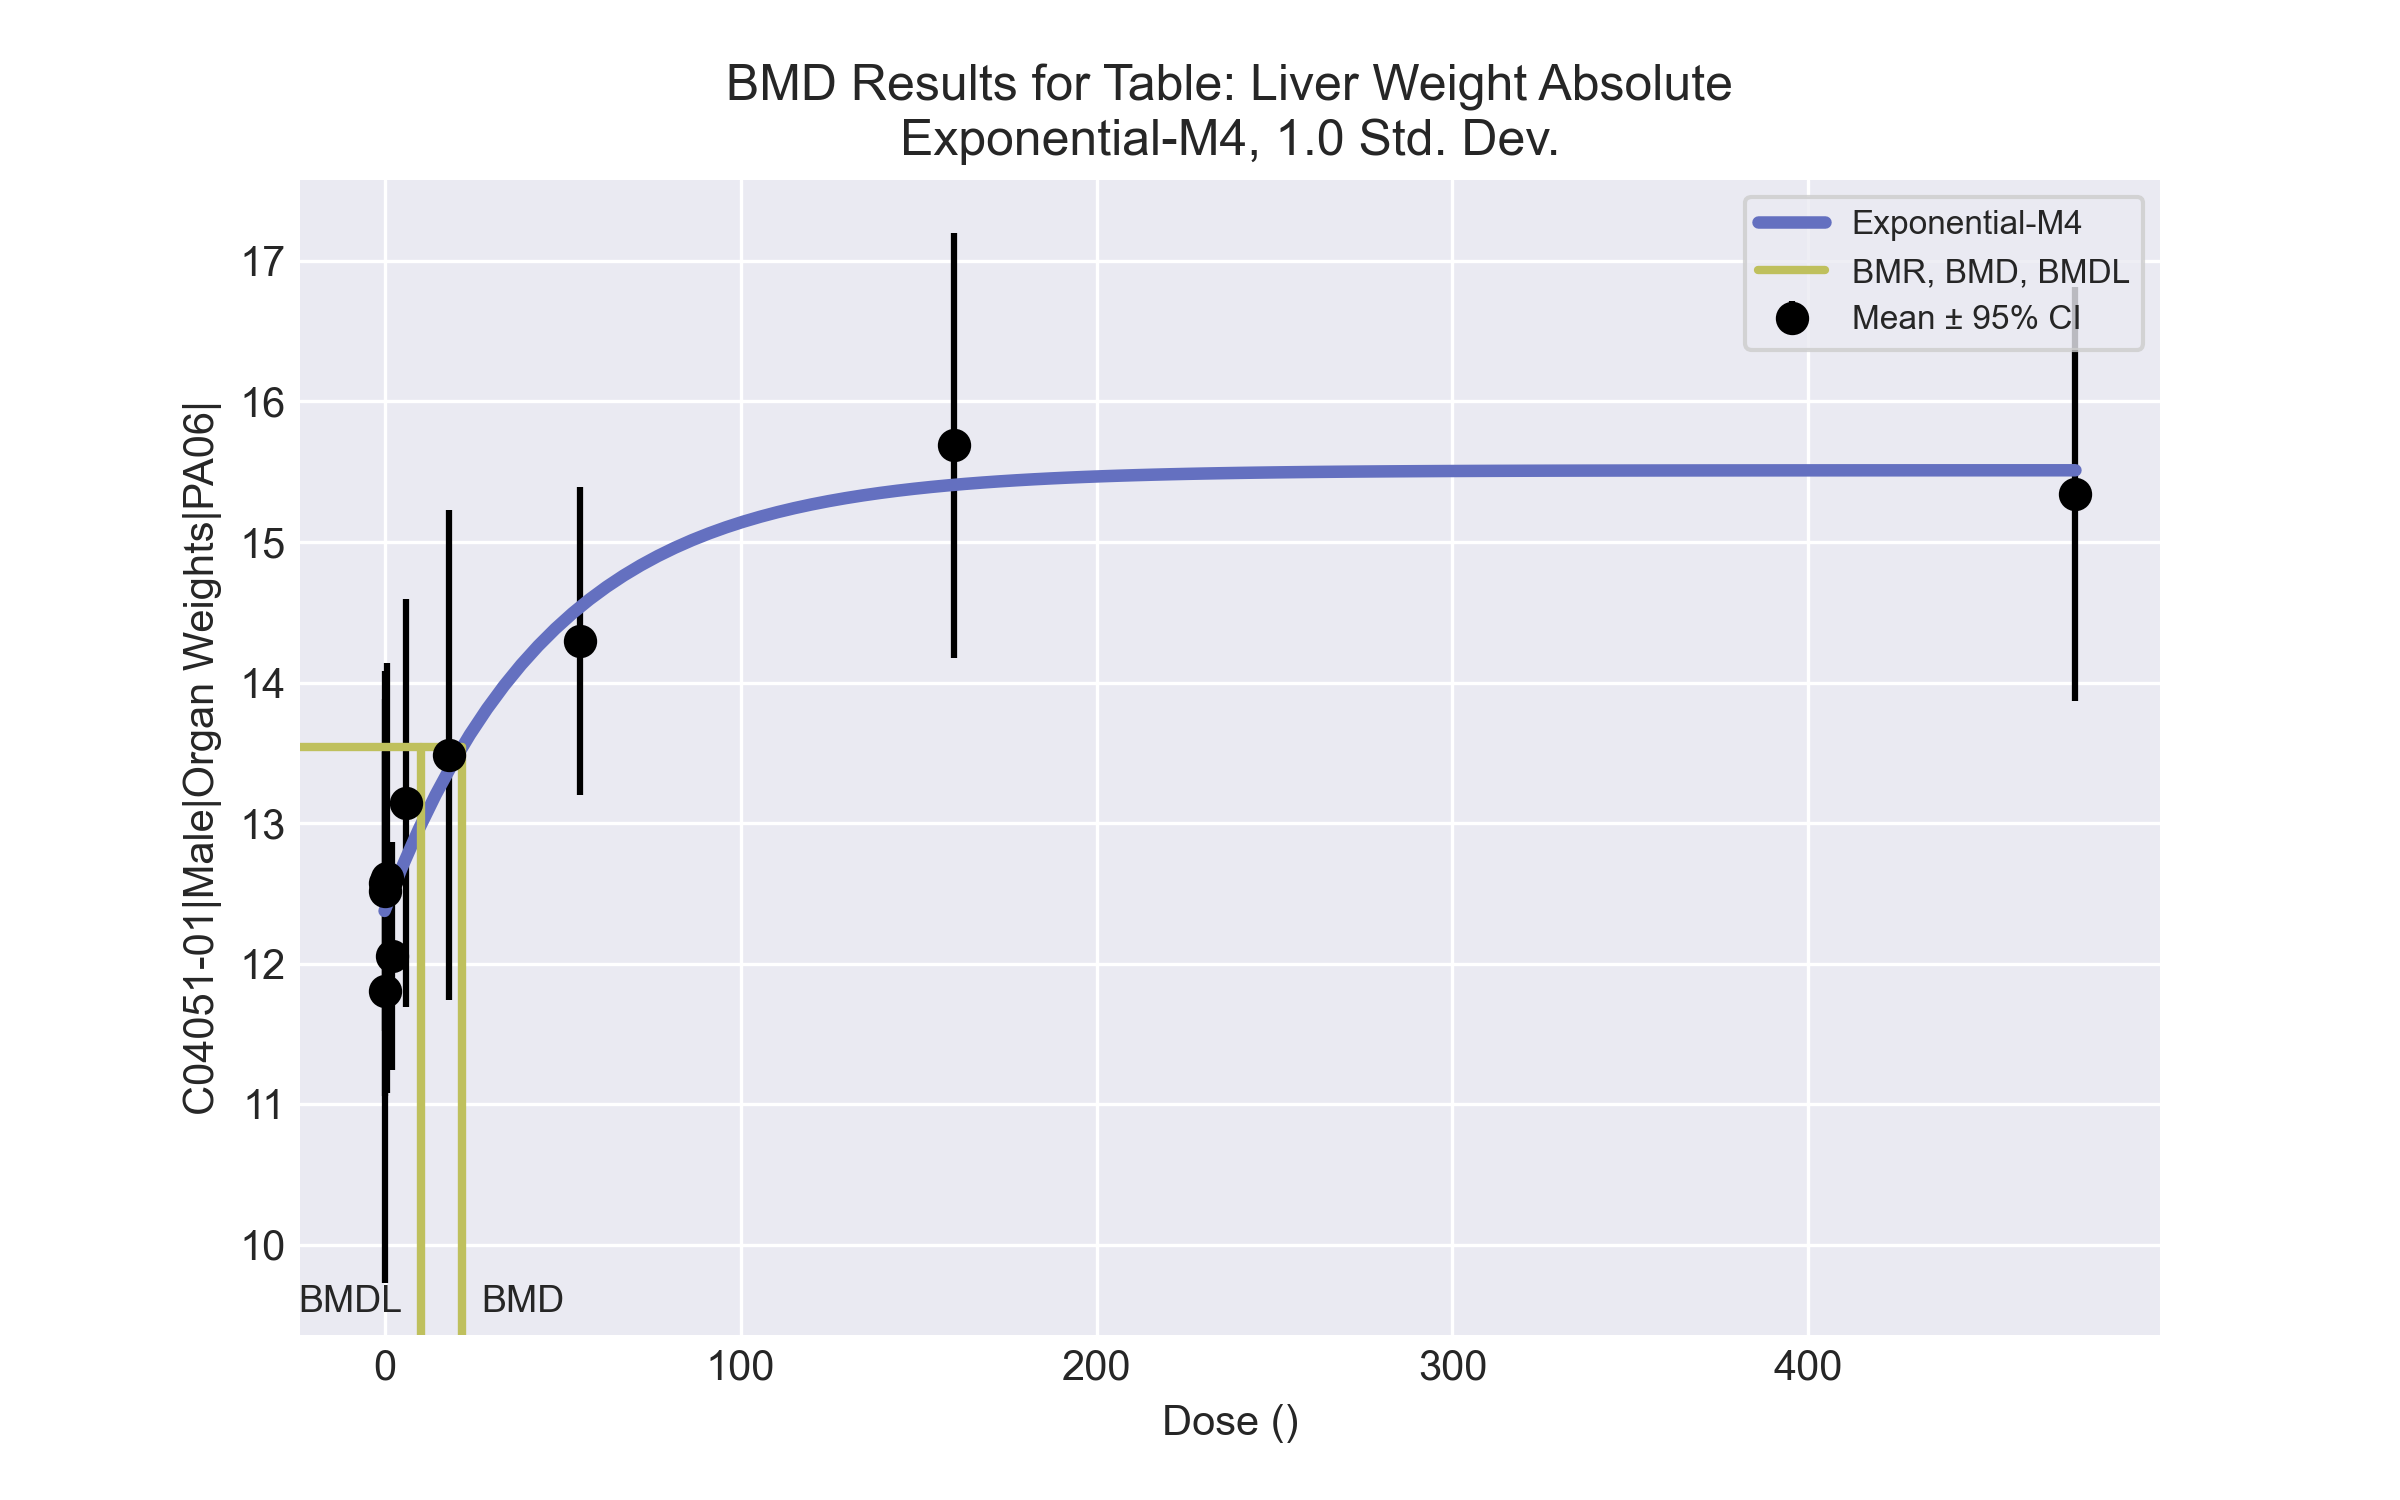 BMD Results for Table: Liver Weight Absolute
Exponential-M4, 1.0 Std. Dev.
Exponential-M4
BMR, BMD, BMDL
Mean ± 95% CI
C04051-01|Male|Organ Weights|PA06|
17
16
15
14
13
12
11
10
BMDL
BMD
0
100
200
300
400
Dose ()